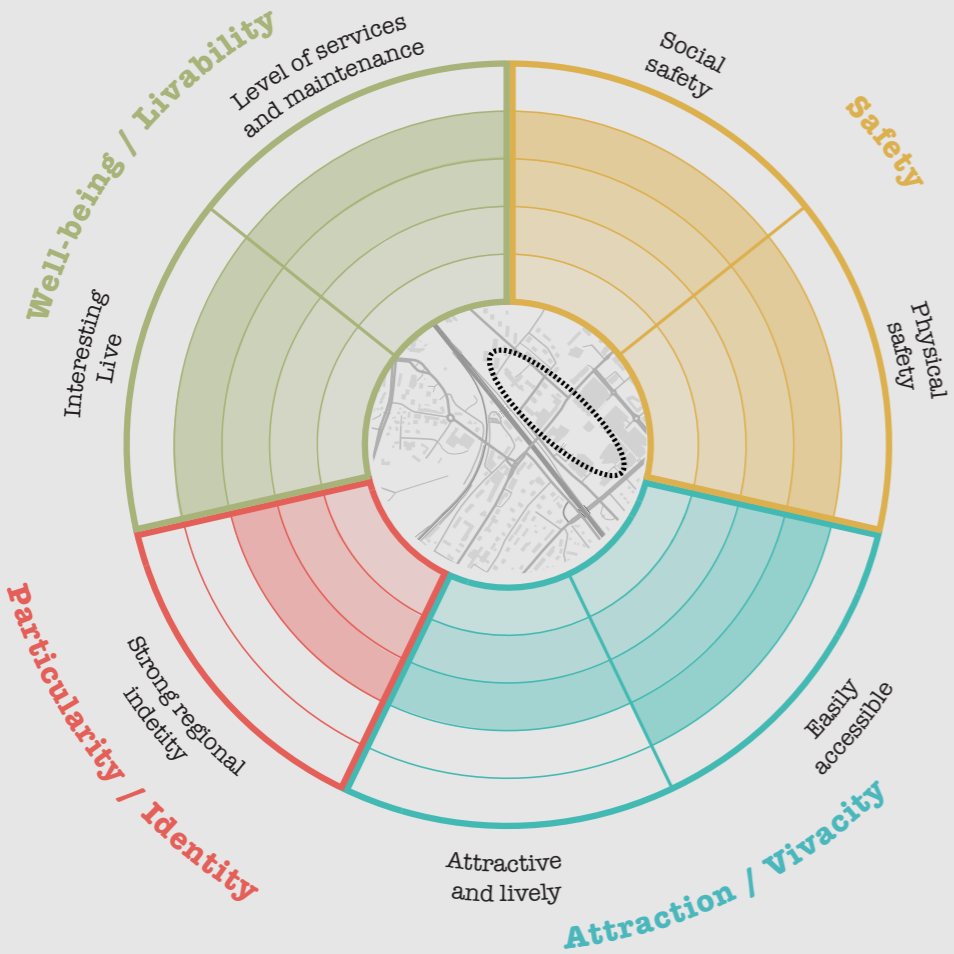 Well-being / Livability
Level of services
and maintenance
Interesting
Live
Social
safety
Safety
Physical
safety
Particularity / Identity
Strong regional
indetity
Attractive
and lively
Easily
accessible
Attraction / Vivacity